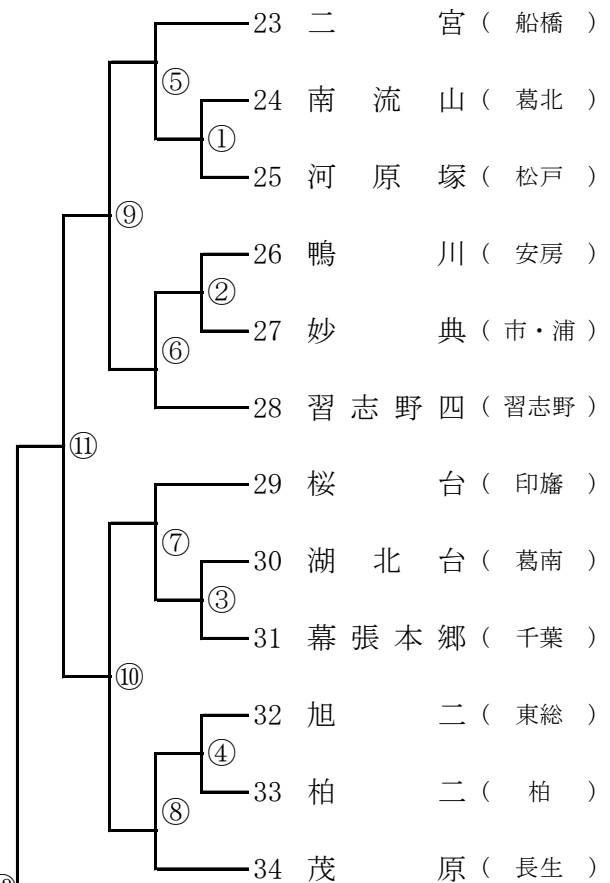 23 二宮（船橋）
⑤
24 南流山（葛北）
①
25 河原塚（松戸）
⑨
26 鴨川（安房）
②
27 妙典（市・浦）
⑥
28 習志野四（習志野）
⑪
29 桜台（印旛）
⑦
30 湖北台（葛南）
③
31 幕張本郷（千葉）
⑩
32 旭二（東総）
④
33 柏二（柏）
⑧
34 茂原（長生）